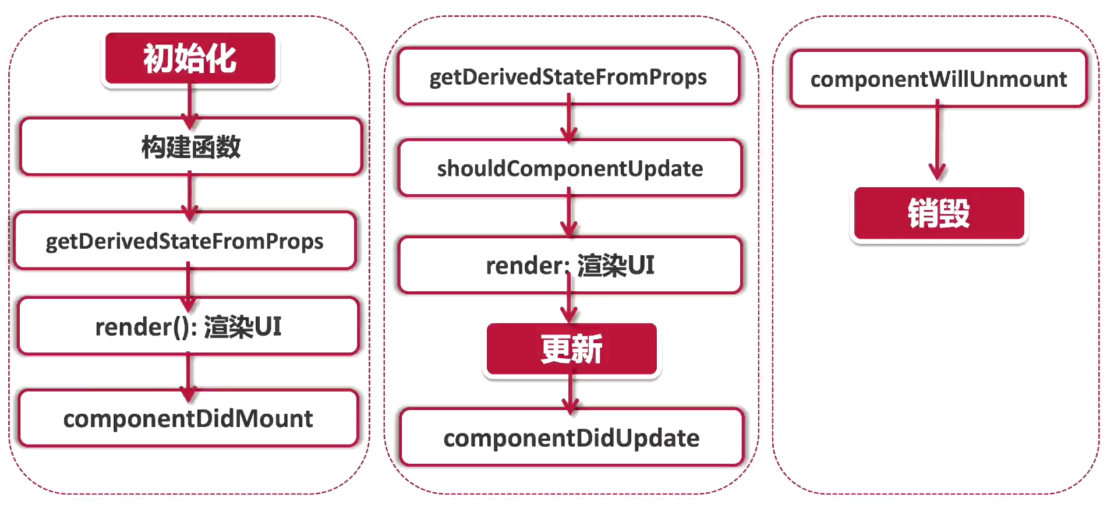 初始化
构建函数
getDerivedStateFromProps
render(): 渲染UI
componentDidMount
getDerivedStateFromProps
shouldComponentUpdate
render: 渲染UI
更新
componentDidUpdate
componentWillUnmount
销毁